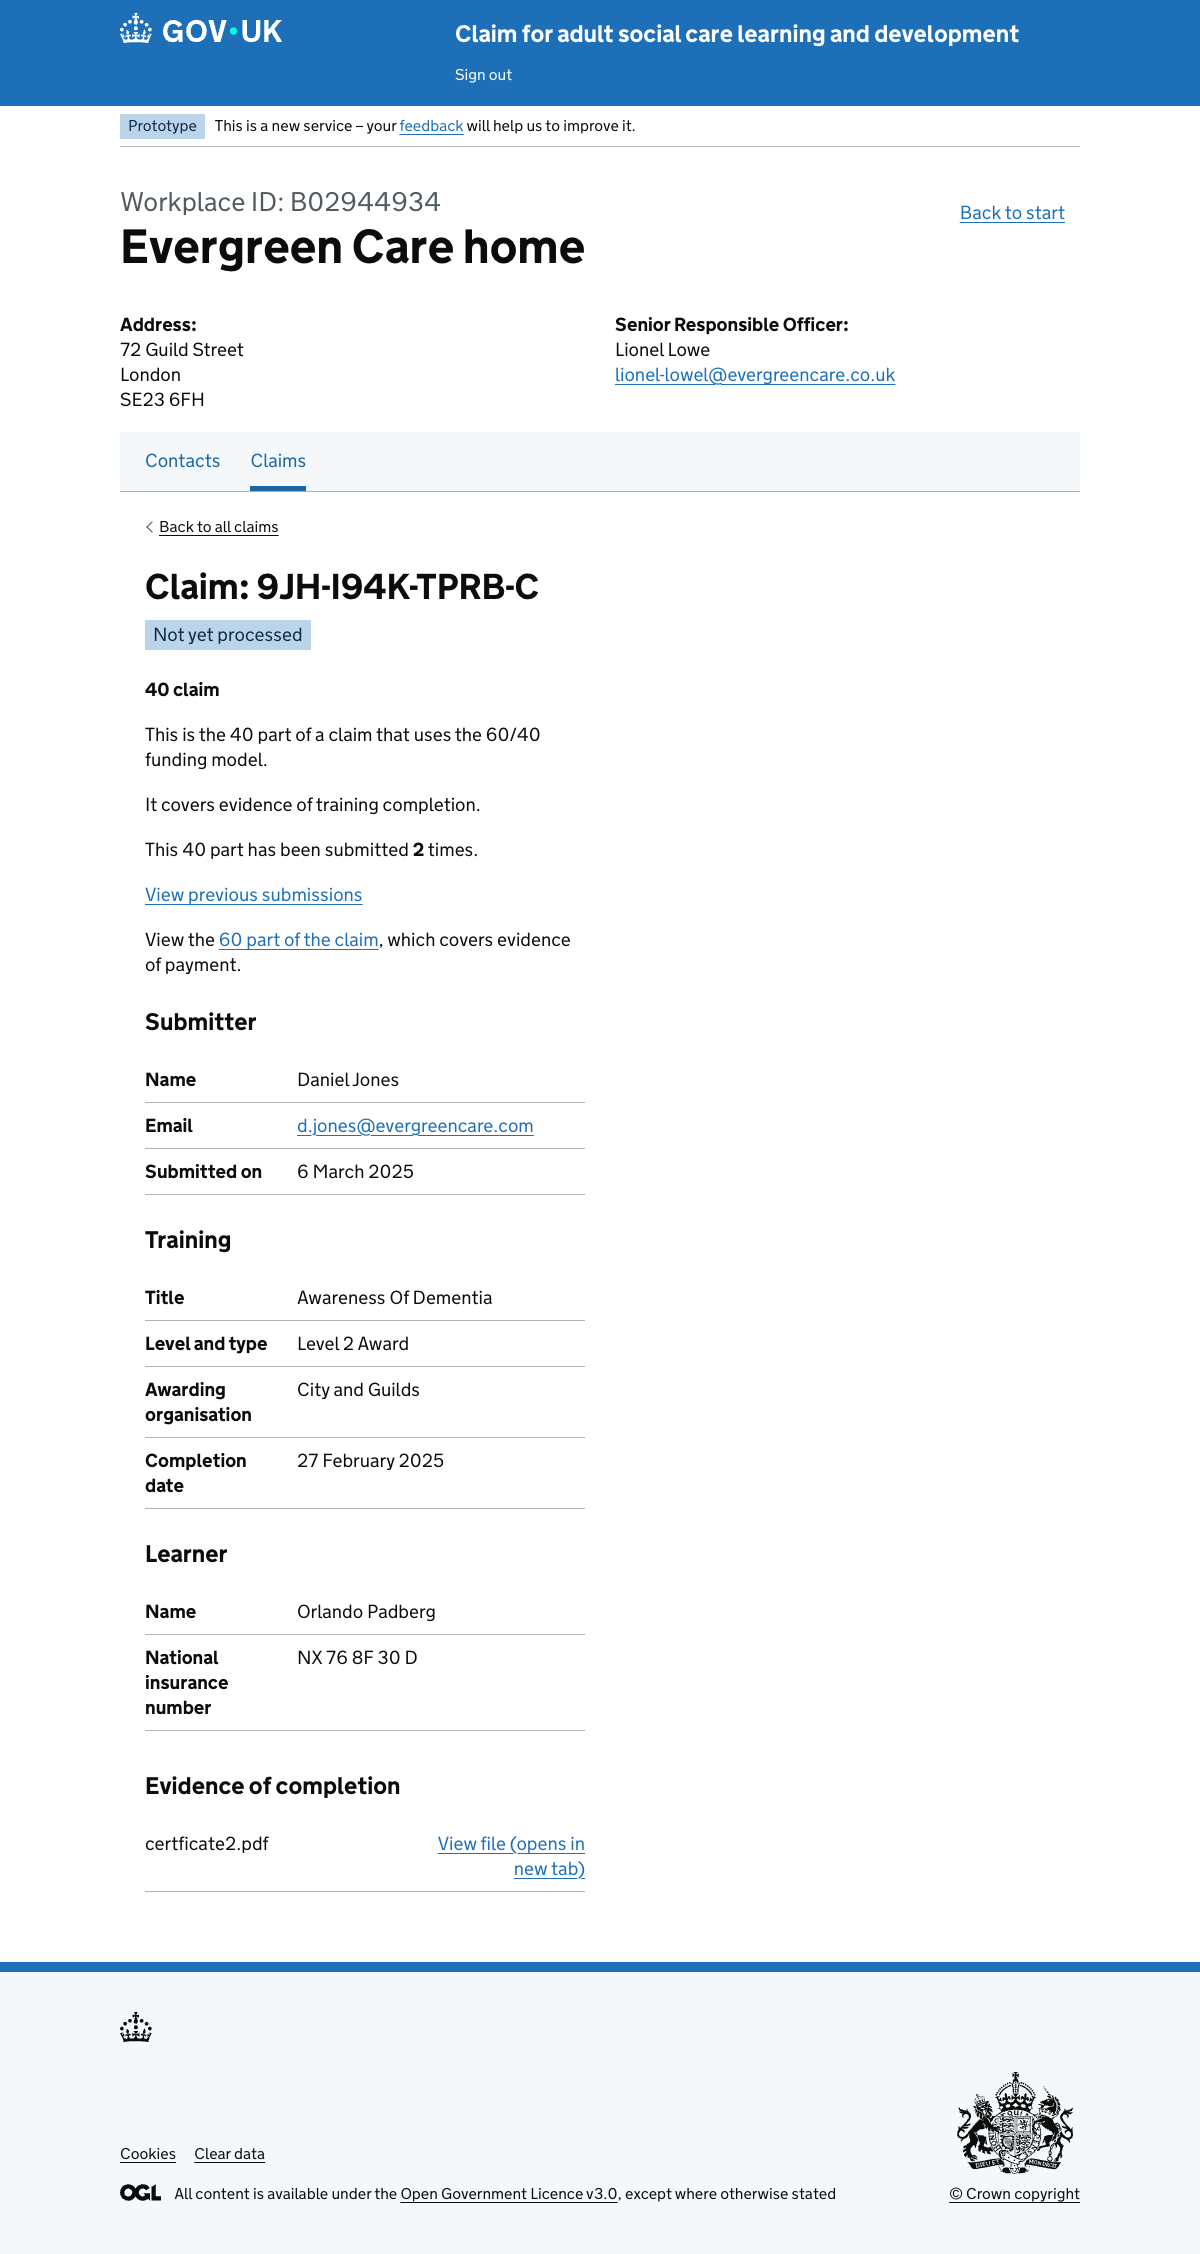 GOV·UK
Claim for adult social care learning and development
Sign out
Prototype This is a new service – your feedback will help us to improve it.
Workplace ID: B02944934
Back to start
Evergreen Care home
Address:
72 Guild Street
London
SE23 6FH
Senior Responsible Officer:
Lionel Lowe
lionel-lowel@evergreencare.co.uk
Contacts Claims
Back to all claims
Claim: 9JH-I94K-TPRB-C
Not yet processed
40 claim
This is the 40 part of a claim that uses the 60/40
funding model.
It covers evidence of training completion.
This 40 part has been submitted 2 times.
View previous submissions
View the 60 part of the claim, which covers evidence
of payment.
Submitter
Name Daniel Jones
Email d.jones@evergreencare.com
Submitted on 6 March 2025
Training
Title Awareness Of Dementia
Level and type Level 2 Award
Awarding City and Guilds
organisation
Completion 27 February 2025
date
Learner
Name Orlando Padberg
National NX 76 8F 30 D
insurance
number
Evidence of completion
certficate2.pdf View file (opens in
new tab)
Cookies Clear data
OGL All content is available under the Open Government Licence v3.0, except where otherwise stated
© Crown copyright